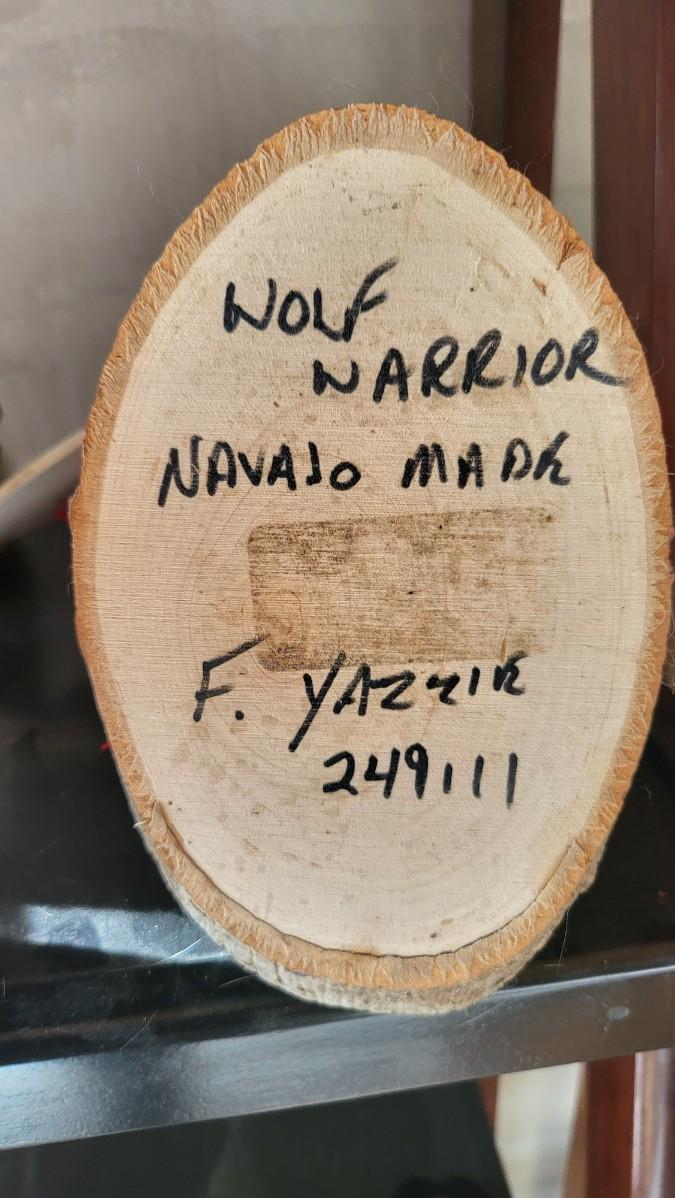 WOLF
WARRIOR
NAVAJO MADE
F. YAZZIE
249111